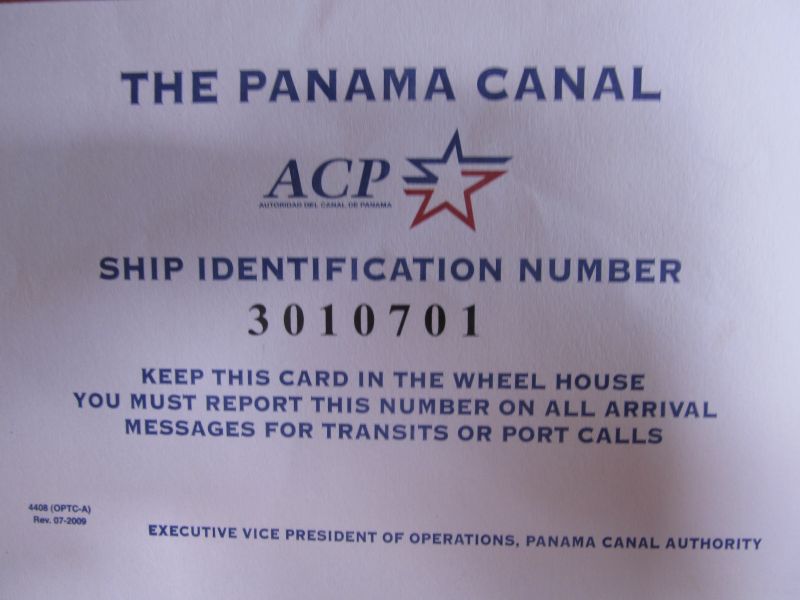 THE PANAMA CANAL
ACP
AUTORIDAD DEL CANAL DE PANAMA
SHIP IDENTIFICATION NUMBER
3010701
KEEP THIS CARD IN THE WHEEL HOUSE
YOU MUST REPORT THIS NUMBER ON ALL ARRIVAL
MESSAGES FOR TRANSITS OR PORT CALLS
4408 (OPTC-A)
Rev. 07-2009
EXECUTIVE VICE PRESIDENT OF OPERATIONS, PANAMA CANAL AUTHORITY